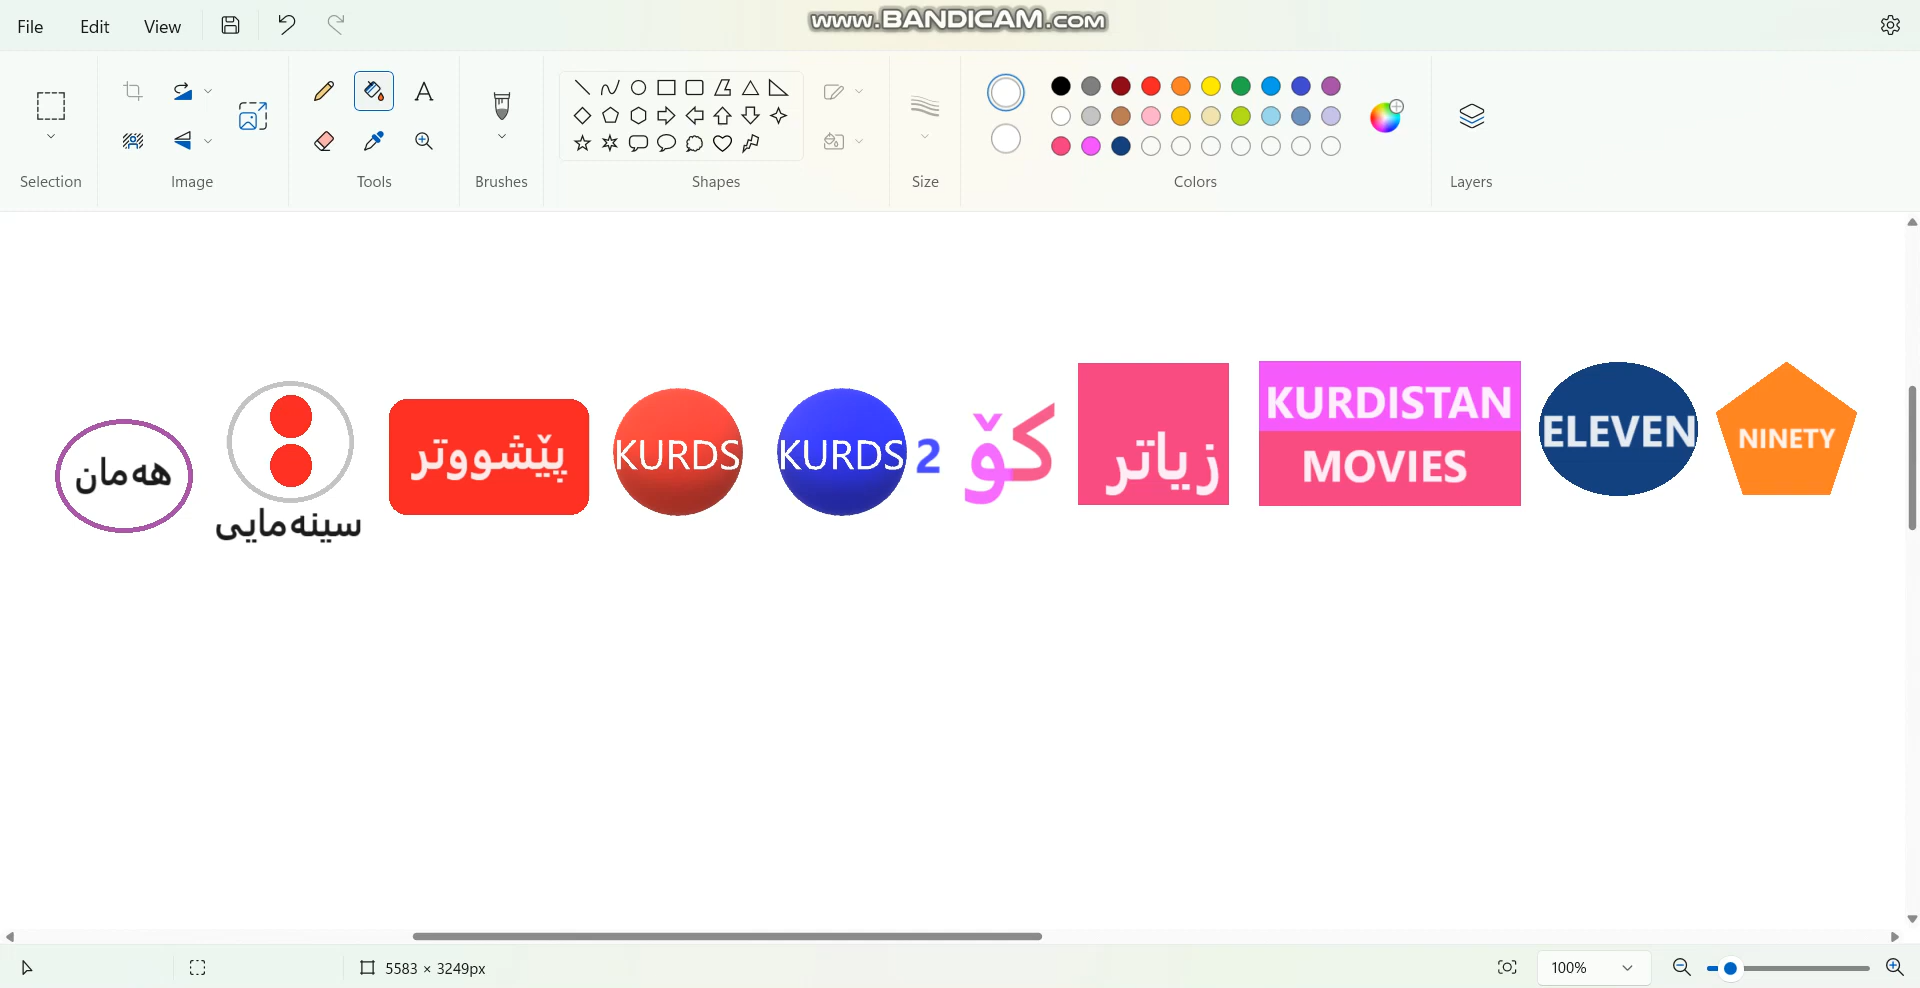 File Edit View
www.BANDICAM.com
Selection Image Tools Brushes Shapes Size Colors Layers
هەمان
سینەمایی
پێشووتر
KURDS
KURDS 2
کۆ
زیاتر
KURDISTAN
MOVIES
ELEVEN
NINETY
5583 × 3249px
100%